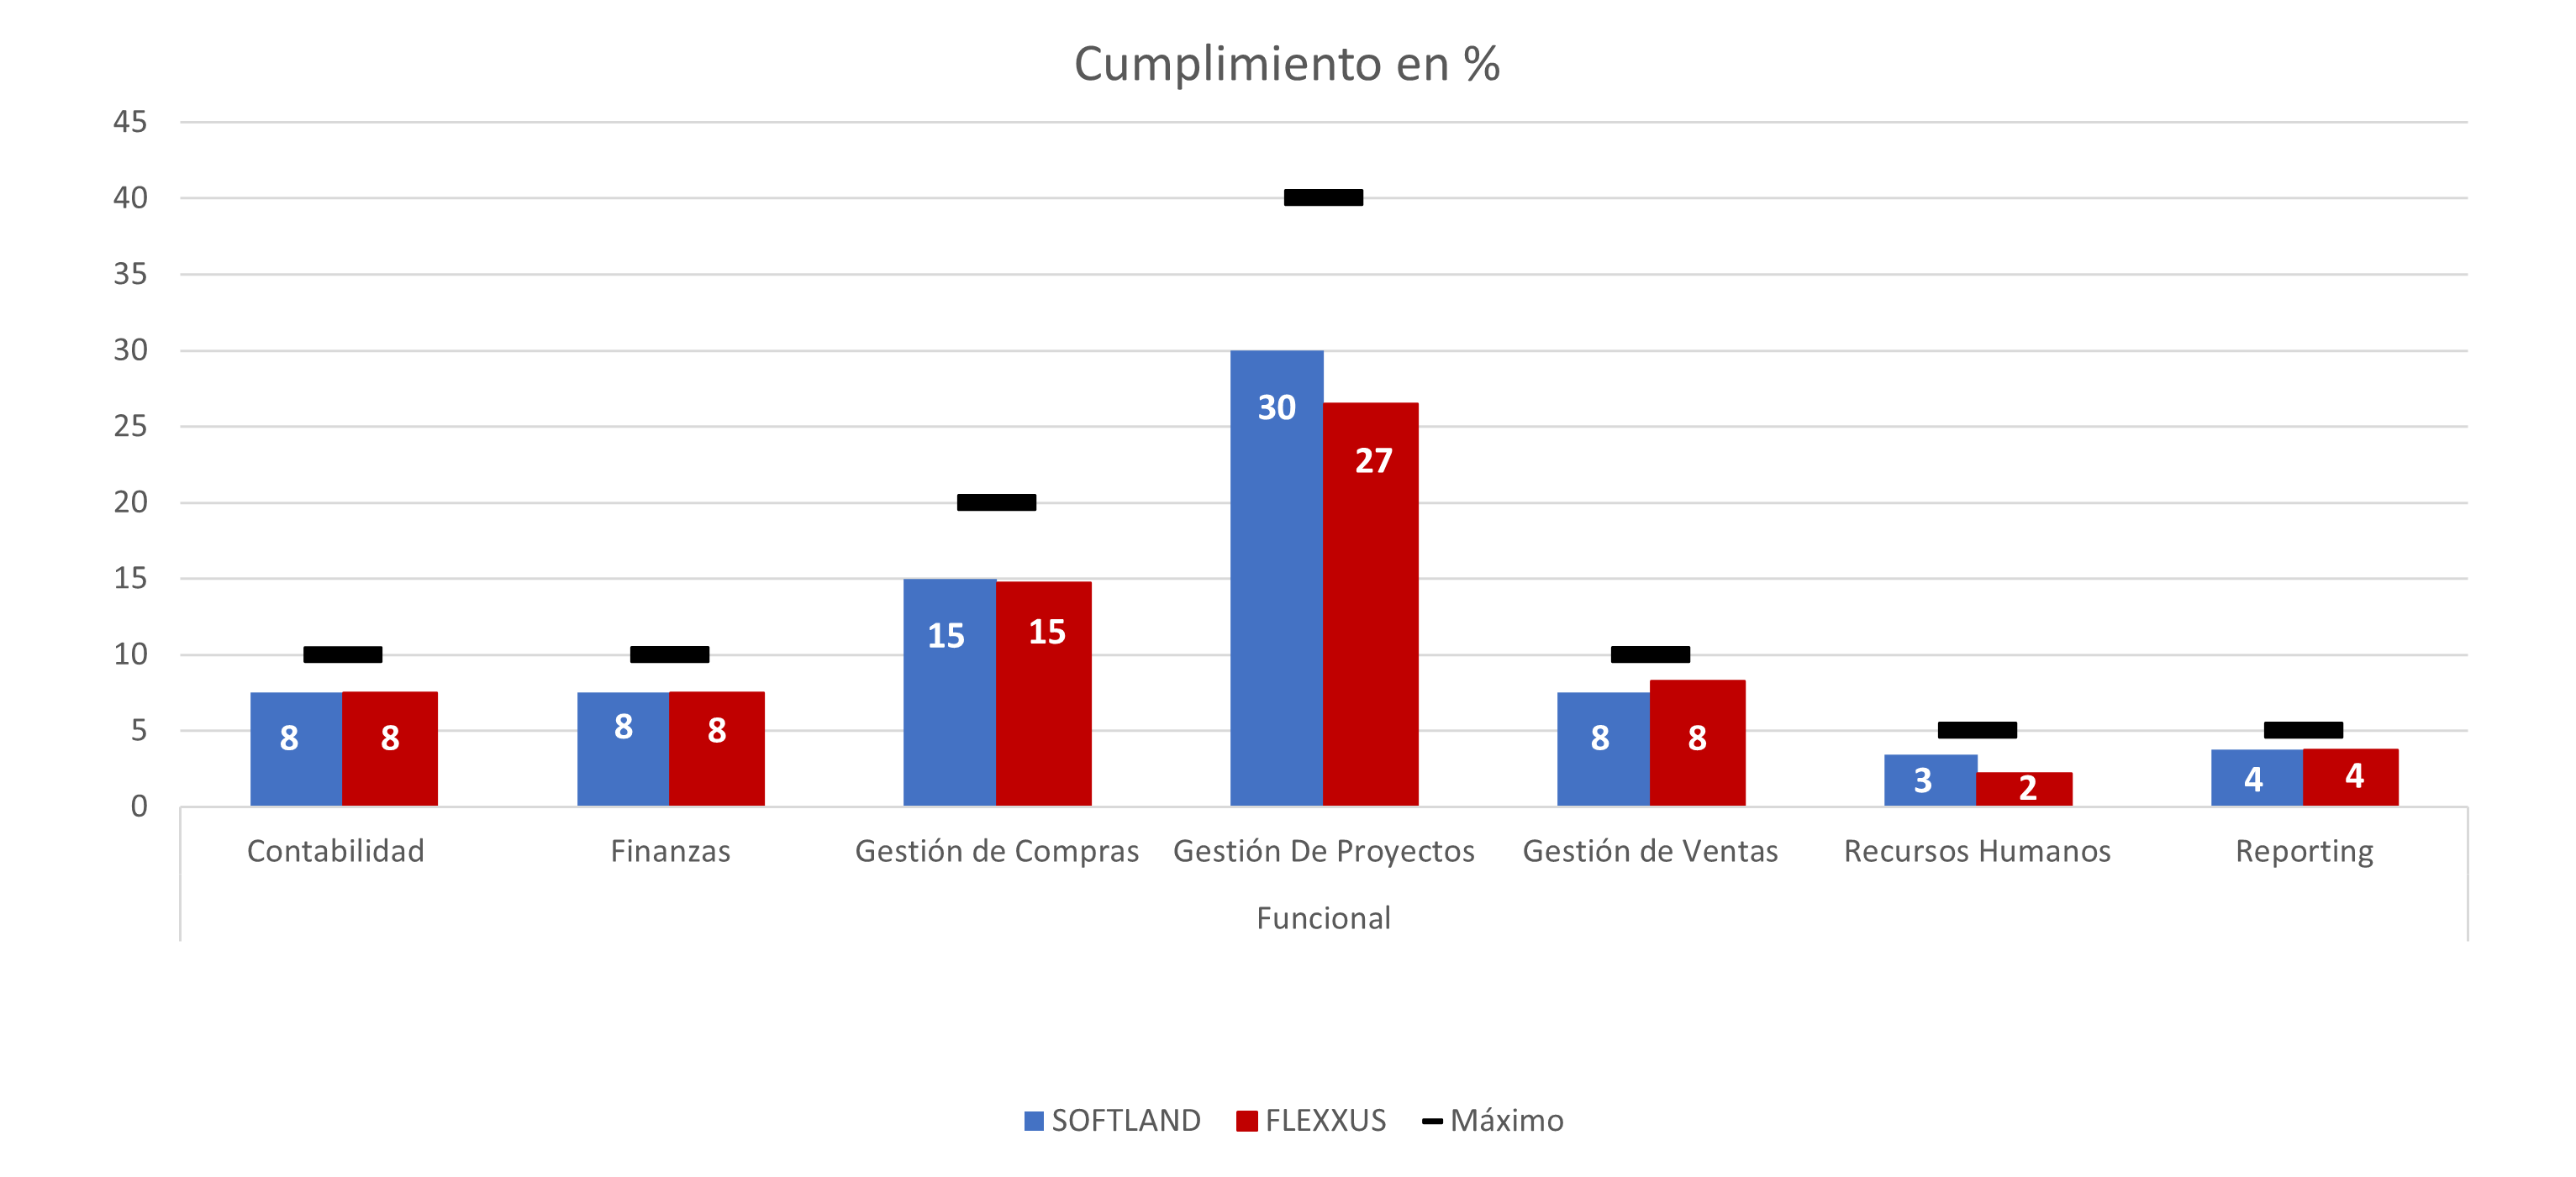 Cumplimiento en %
45
40
35
30
25
20
15
10
5
0
8 8 8 8 15 15 30 27 8 8 3 2 4 4
Contabilidad Finanzas Gestión de Compras Gestión De Proyectos Gestión de Ventas Recursos Humanos Reporting
Funcional
SOFTLAND FLEXXUS Máximo